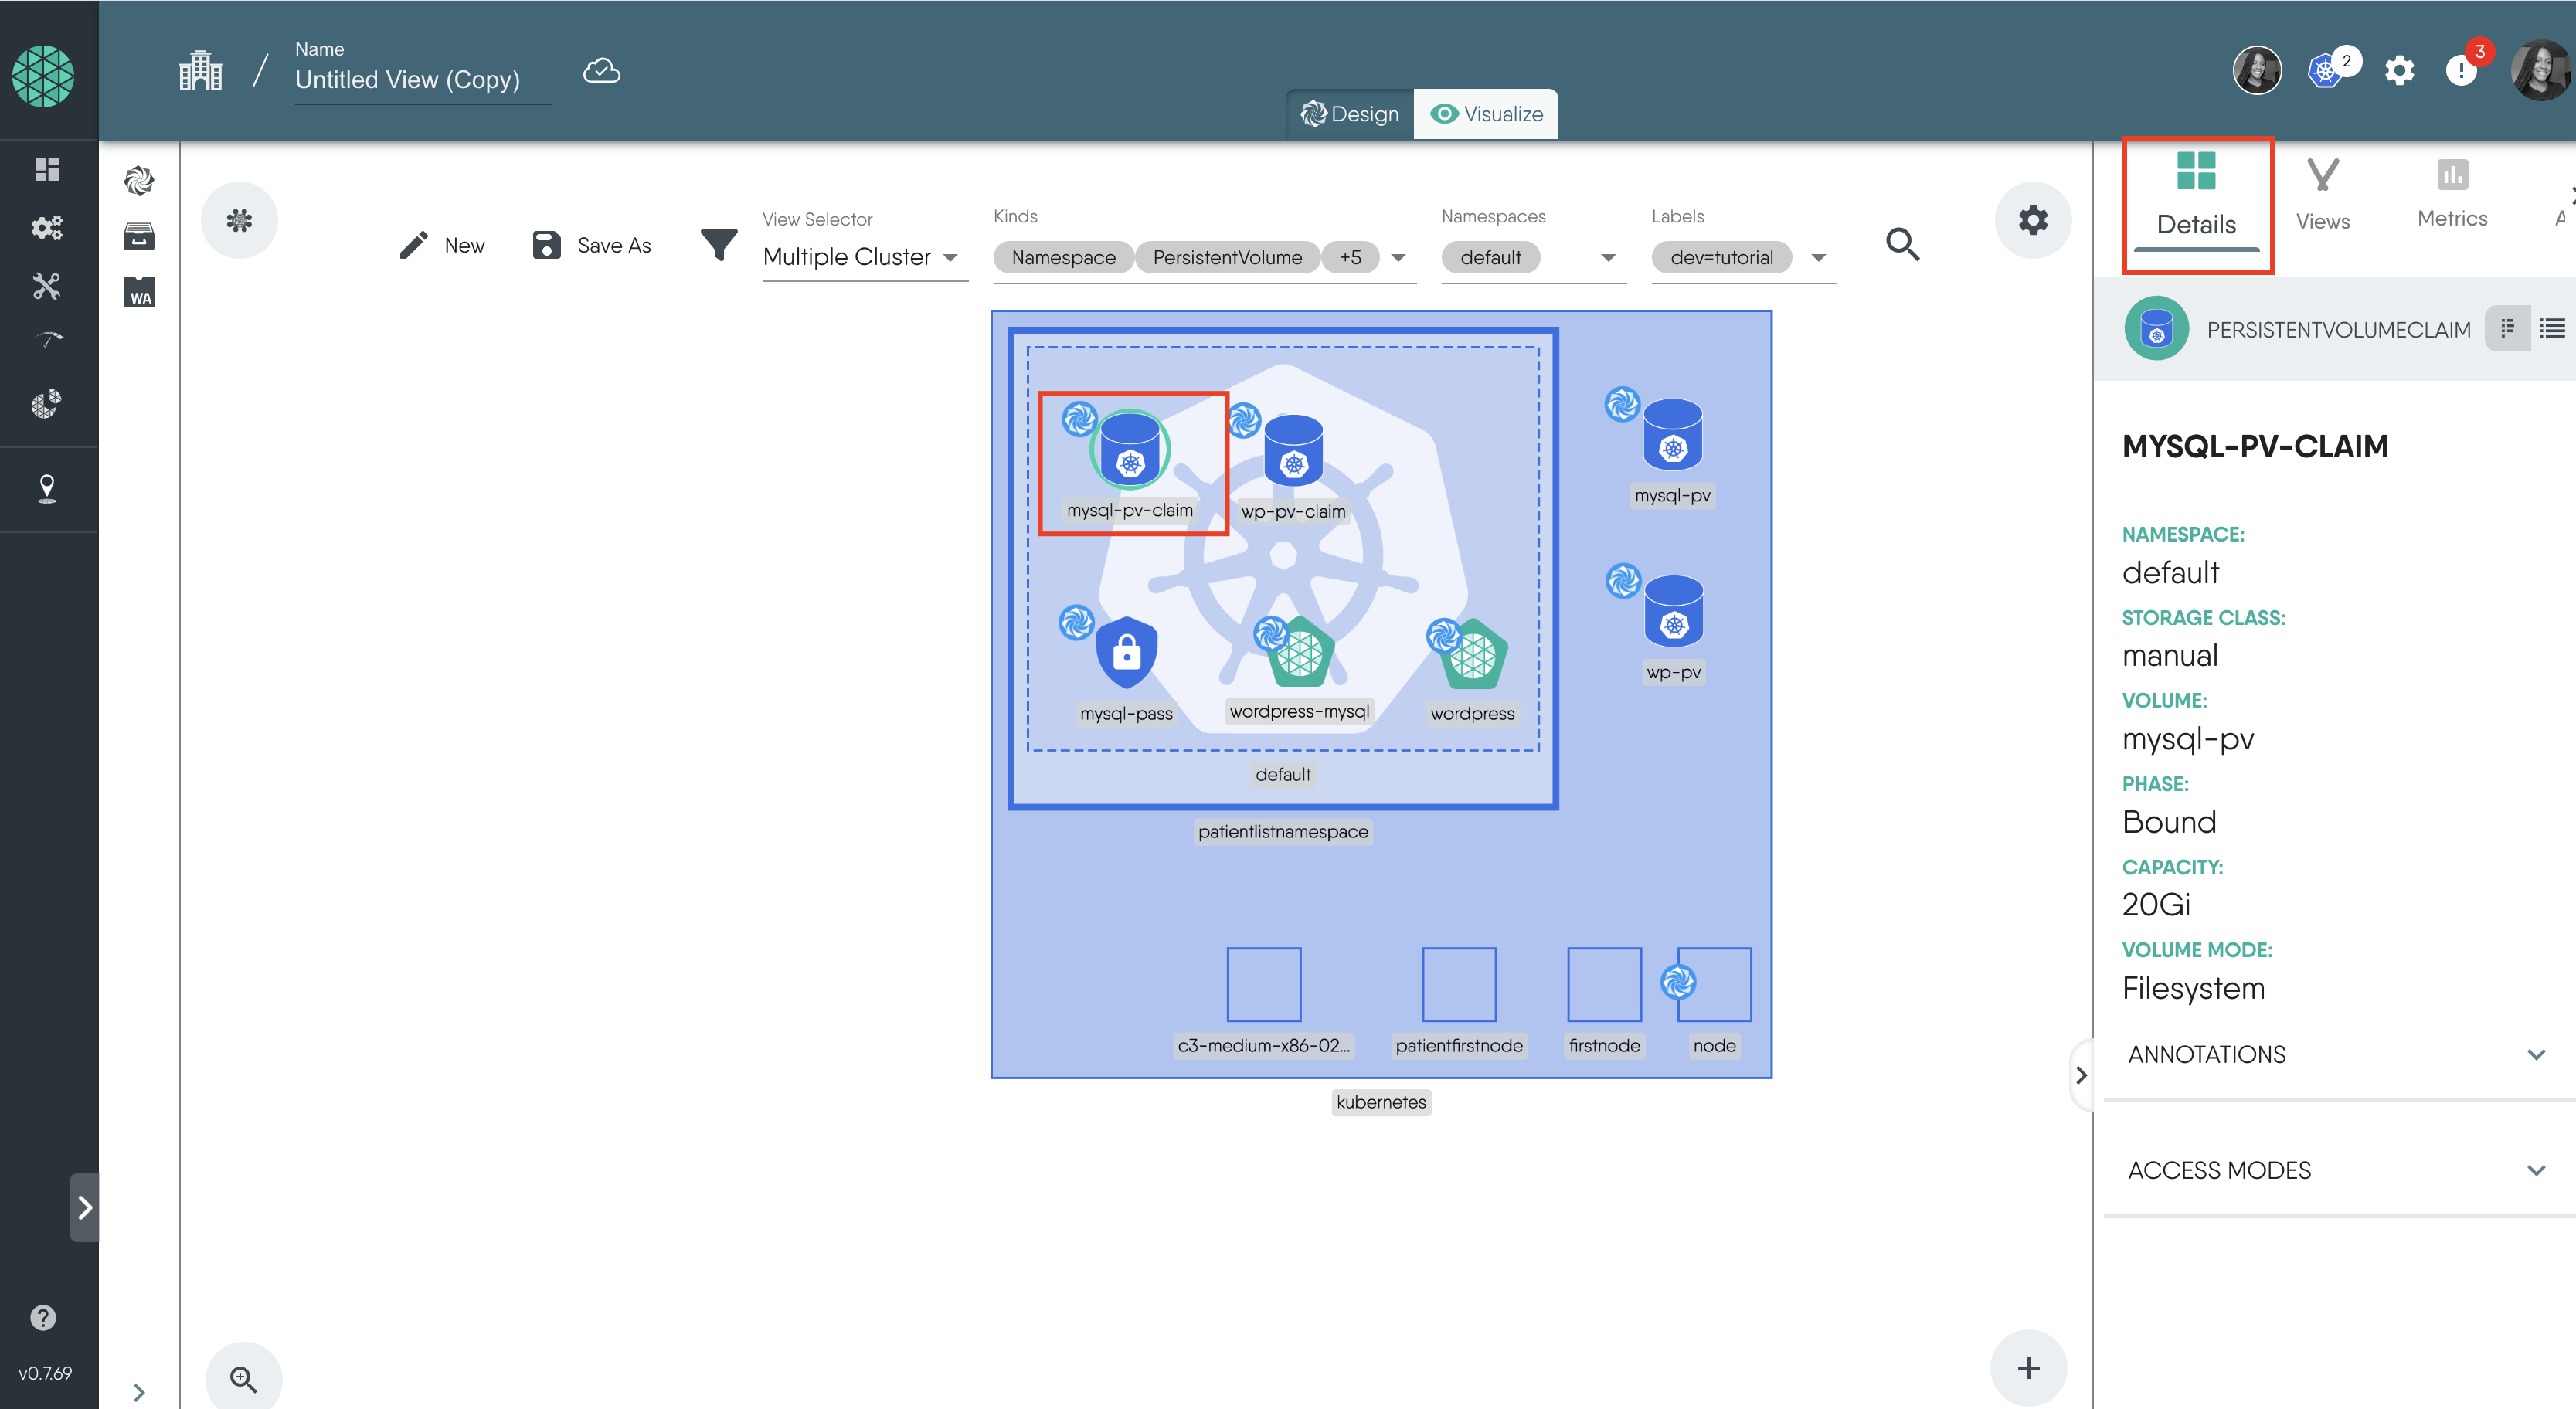 Name
Untitled View (Copy)
2
3
Design
Visualize
WA
New
Save As
View Selector
Multiple Cluster
Kinds
Namespace
PersistentVolume
+5
Namespaces
default
Labels
dev=tutorial
Details
Views
Metrics
PERSISTENTVOLUMECLAIM
mysql-pv-claim
wp-pv-claim
mysql-pv
mysql-pass
wordpress-mysql
wordpress
wp-pv
default
patientlistnamespace
c3-medium-x86-02...
patientfirstnode
firstnode
node
kubernetes
MYSQL-PV-CLAIM
NAMESPACE:
default
STORAGE CLASS:
manual
VOLUME:
mysql-pv
PHASE:
Bound
CAPACITY:
20Gi
VOLUME MODE:
Filesystem
ANNOTATIONS
ACCESS MODES
v0.7.69